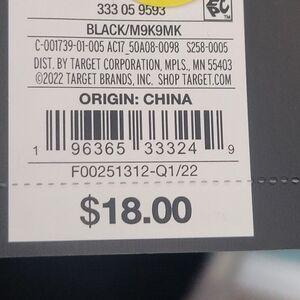 333 05 9593
BLACK/M9K9MK
C-001739-01-005 AC17_50A08-0098 S258-0005
DIST. BY TARGET CORPORATION, MPLS., MN 55403
©2022 TARGET BRANDS, INC. SHOP TARGET.COM
ORIGIN: CHINA
1 96365 33324 9
F00251312-Q1/22
$18.00